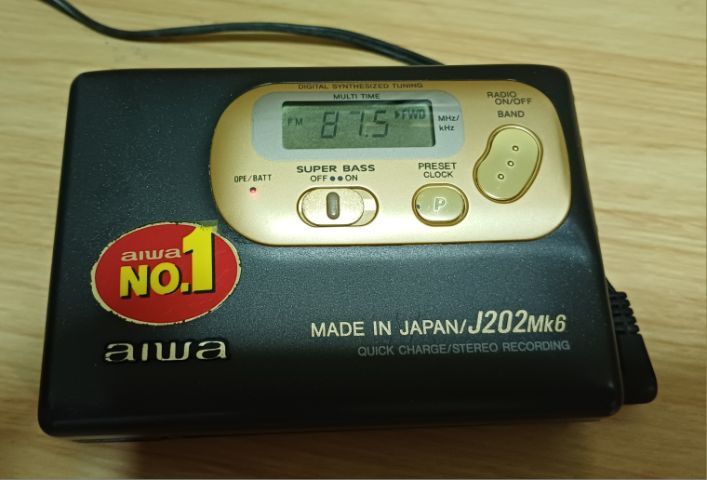 DIGITAL SYNTHESIZED TUNING
MULTI TIME
FM 87.5 ▶FWD
MHz/
kHz
RADIO
ON/OFF
BAND
OPE/BATT
SUPER BASS
OFF ●● ON
PRESET
CLOCK
P
aiwa
NO.1
aiwa
MADE IN JAPAN/J202Mk6
QUICK CHARGE/STEREO RECORDING